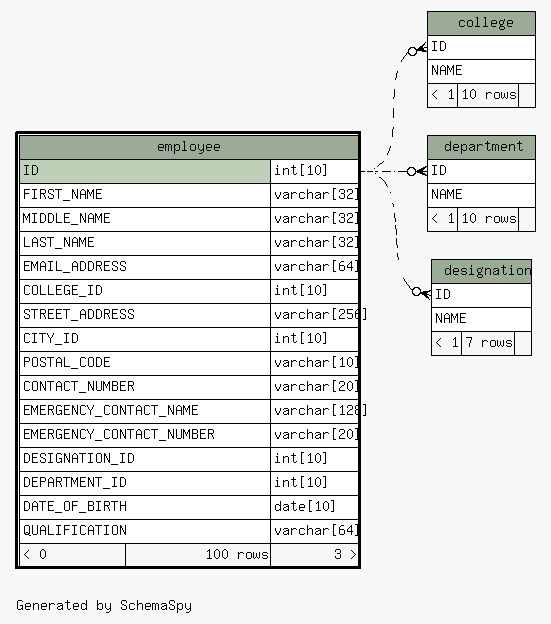 college
ID
NAME
< 1 10 rows
employee
ID int[10]
FIRST_NAME varchar[32]
MIDDLE_NAME varchar[32]
LAST_NAME varchar[32]
EMAIL_ADDRESS varchar[64]
COLLEGE_ID int[10]
STREET_ADDRESS varchar[256]
CITY_ID int[10]
POSTAL_CODE varchar[10]
CONTACT_NUMBER varchar[20]
EMERGENCY_CONTACT_NAME varchar[128]
EMERGENCY_CONTACT_NUMBER varchar[20]
DESIGNATION_ID int[10]
DEPARTMENT_ID int[10]
DATE_OF_BIRTH date[10]
QUALIFICATION varchar[64]
< 0 100 rows 3 >
department
ID
NAME
< 1 10 rows
designation
ID
NAME
< 1 7 rows
Generated by SchemaSpy